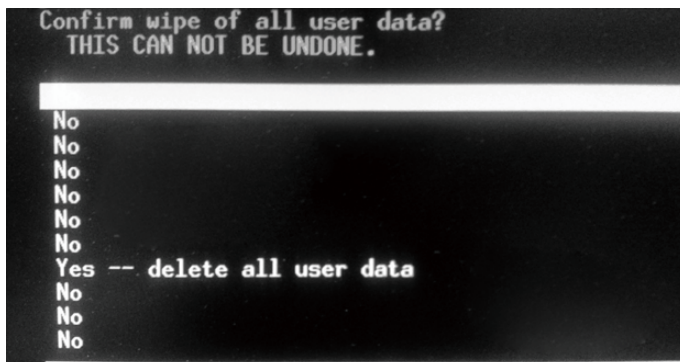 Confirm wipe of all user data?
THIS CAN NOT BE UNDONE.
No
No
No
No
No
No
Yes -- delete all user data
No
No
No